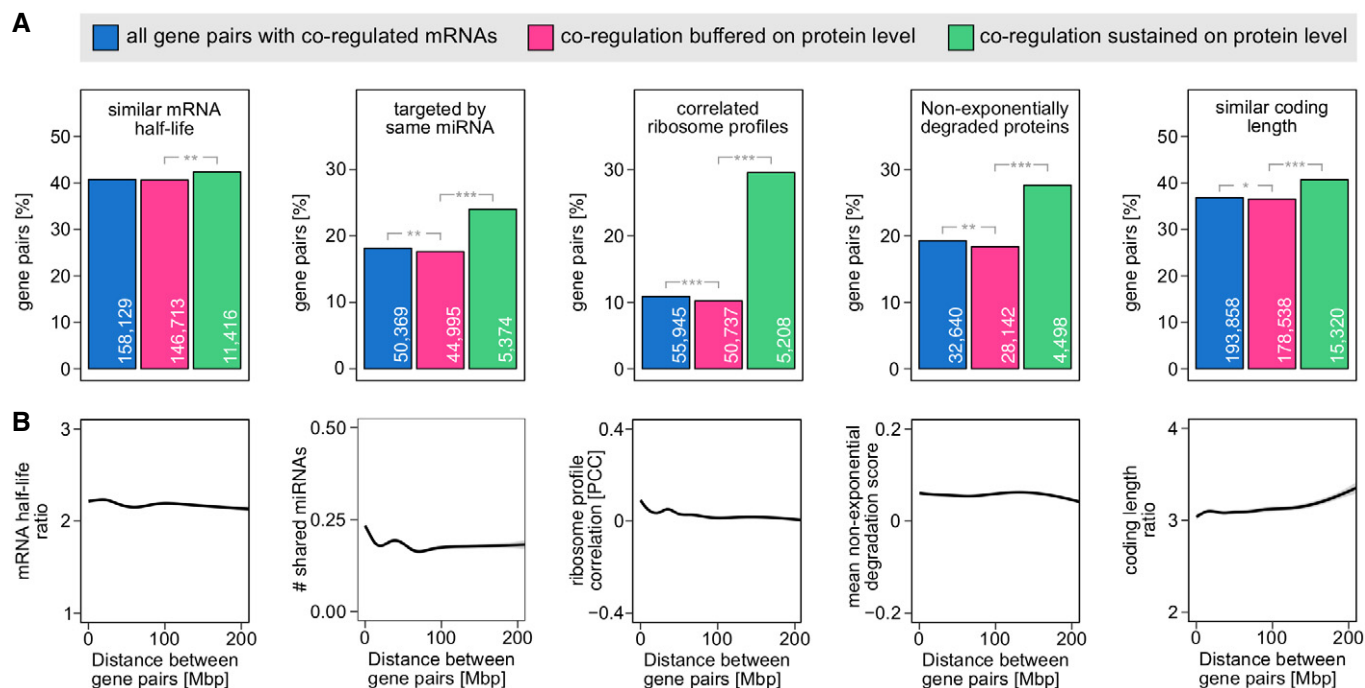 A
all gene pairs with co-regulated mRNAs
co-regulation buffered on protein level
co-regulation sustained on protein level
similar mRNA
half-life
gene pairs [%]
50
40
30
20
10
0
**
158,129
146,713
11,416
targeted by
same miRNA
gene pairs [%]
30
20
10
0
**
***
50,369
44,995
5,374
correlated
ribosome profiles
gene pairs [%]
30
20
10
0
***
***
55,945
50,737
5,208
Non-exponentially
degraded proteins
gene pairs [%]
30
20
10
0
**
***
32,640
28,142
4,498
similar coding
length
gene pairs [%]
50
40
30
20
10
0
*
***
193,858
178,538
15,320
B
mRNA half-life
ratio
3
2
1
0
100
200
Distance between
gene pairs [Mbp]
# shared miRNAs
0.50
0.25
0.00
0
100
200
Distance between
gene pairs [Mbp]
ribosome profile
correlation [PCC]
0.4
0
−0.4
0
100
200
Distance between
gene pairs [Mbp]
mean non-exponential
degradation score
0.2
0
−0.2
0
100
200
Distance between
gene pairs [Mbp]
coding length
ratio
4
3
2
0
100
200
Distance between
gene pairs [Mbp]